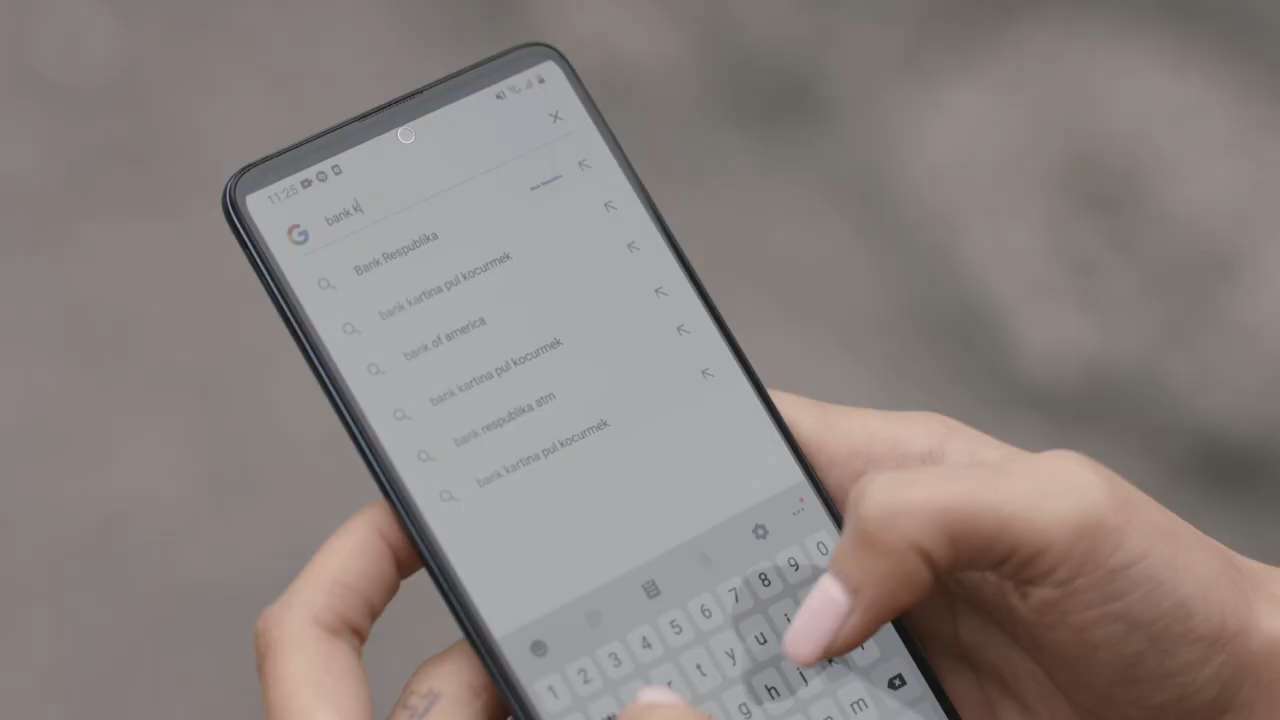 11:25
bank k
Bank Respublika
bank kartina pul kocurmek
bank of america
bank kartina pul kocurmek
bank respublika atm
bank kartina pul kocurmek
1 2 3 4 5 6 7 8 9 0
r t y u i
g h j k l
m